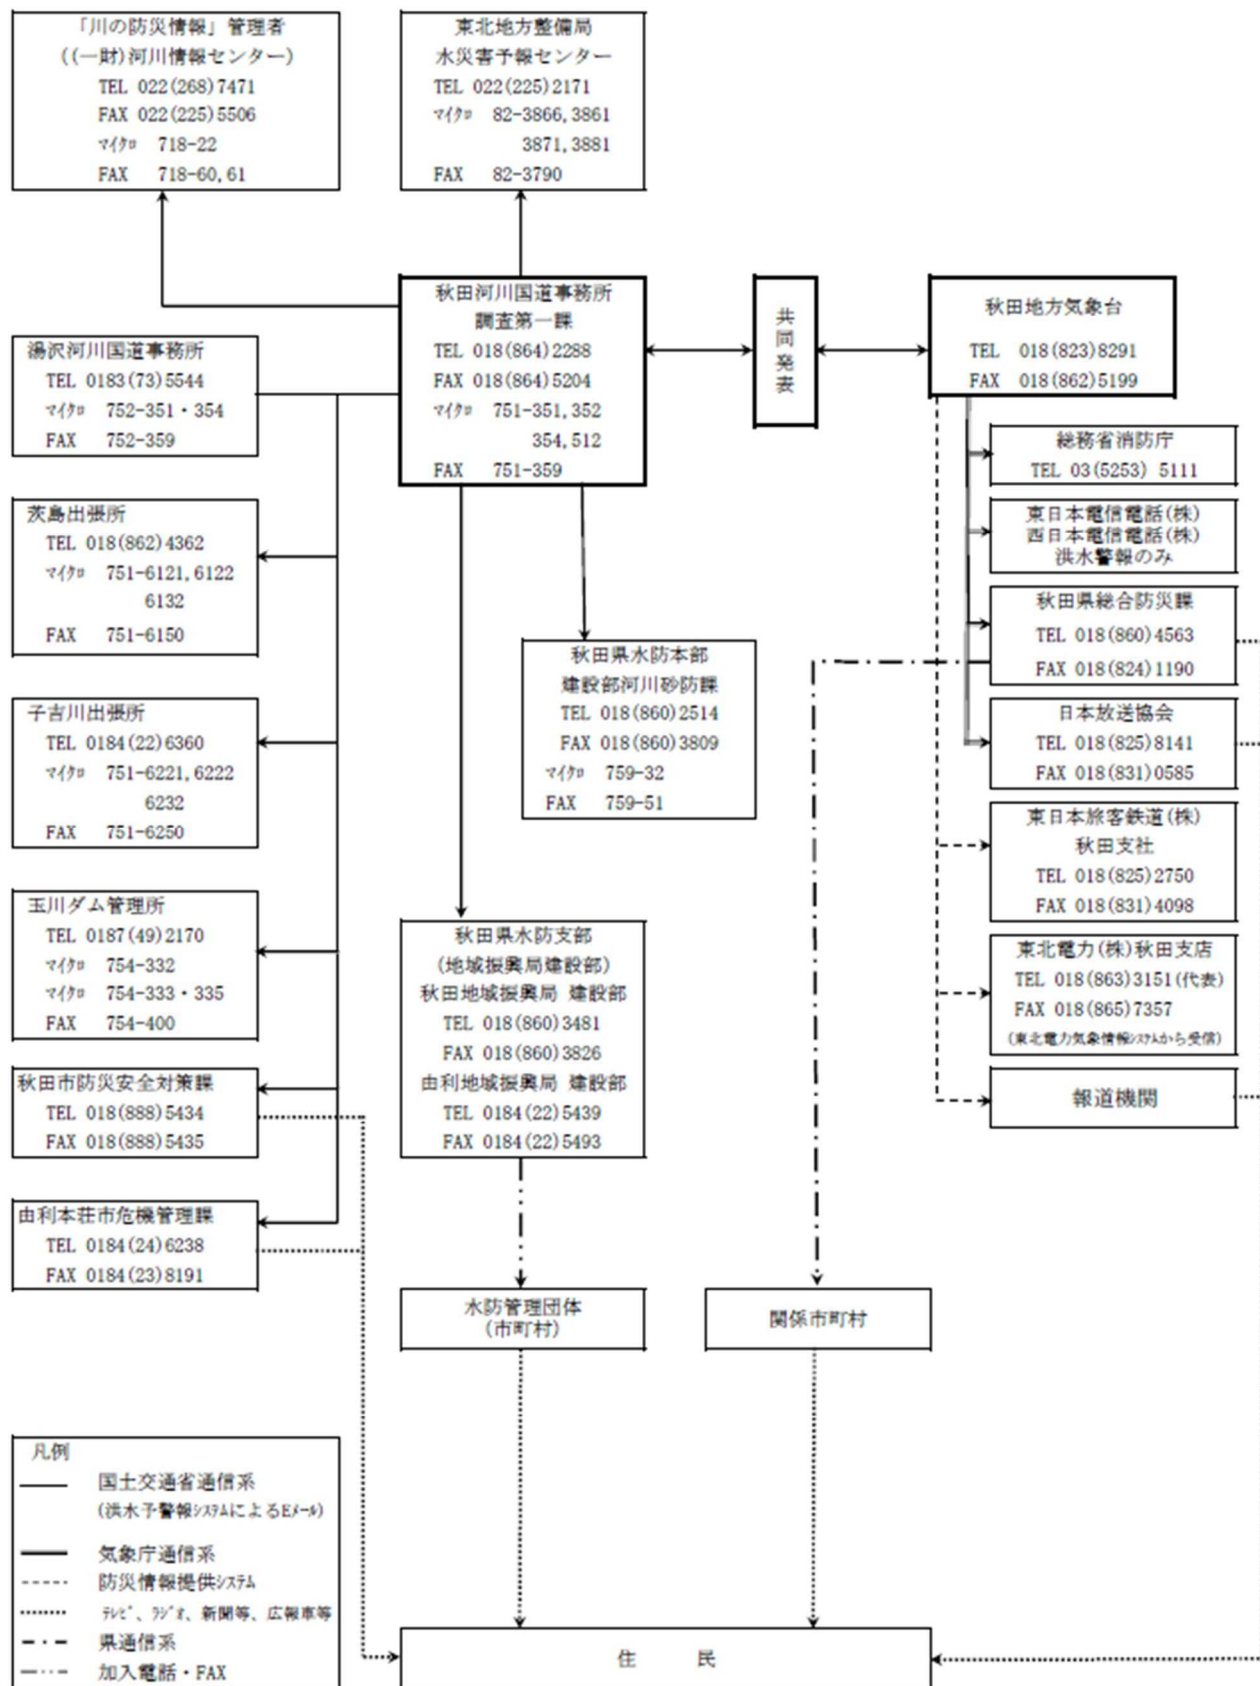 「川の防災情報」管理者
((一財)河川情報センター)
TEL 022(268)7471
FAX 022(225)5506
ﾏｲｸﾛ 718-22
FAX 718-60,61
東北地方整備局
水災害予報センター
TEL 022(225)2171
ﾏｲｸﾛ 82-3866,3861
3871,3881
FAX 82-3790
秋田河川国道事務所
調査第一課
TEL 018(864)2288
FAX 018(864)5204
ﾏｲｸﾛ 751-351,352
354,512
FAX 751-359
共同発表
秋田地方気象台
TEL 018(823)8291
FAX 018(862)5199
湯沢河川国道事務所
TEL 0183(73)5544
ﾏｲｸﾛ 752-351・354
FAX 752-359
茨島出張所
TEL 018(862)4362
ﾏｲｸﾛ 751-6121,6122
6132
FAX 751-6150
子吉川出張所
TEL 0184(22)6360
ﾏｲｸﾛ 751-6221,6222
6232
FAX 751-6250
玉川ダム管理所
TEL 0187(49)2170
ﾏｲｸﾛ 754-332
ﾏｲｸﾛ 754-333・335
FAX 754-400
秋田市防災安全対策課
TEL 018(888)5434
FAX 018(888)5435
由利本荘市危機管理課
TEL 0184(24)6238
FAX 0184(23)8191
秋田県水防本部
建設部河川砂防課
TEL 018(860)2514
FAX 018(860)3809
ﾏｲｸﾛ 759-32
FAX 759-51
秋田県水防支部
(地域振興局建設部)
秋田地域振興局 建設部
TEL 018(860)3481
FAX 018(860)3826
由利地域振興局 建設部
TEL 0184(22)5439
FAX 0184(22)5493
総務省消防庁
TEL 03(5253) 5111
東日本電信電話(株)
西日本電信電話(株)
洪水警報のみ
秋田県総合防災課
TEL 018(860)4563
FAX 018(824)1190
日本放送協会
TEL 018(825)8141
FAX 018(831)0585
東日本旅客鉄道(株)
秋田支社
TEL 018(825)2750
FAX 018(831)4098
東北電力(株)秋田支店
TEL 018(863)3151(代表)
FAX 018(865)7357
(東北電力気象情報ｼｽﾃﾑから受信)
報道機関
水防管理団体
(市町村)
関係市町村
凡例
国土交通省通信系
(洪水予警報ｼｽﾃﾑによるEﾒｰﾙ)
気象庁通信系
防災情報提供ｼｽﾃﾑ
ﾃﾚﾋﾞ、ﾗｼﾞｵ、新聞等、広報車等
県通信系
加入電話・FAX
住 民